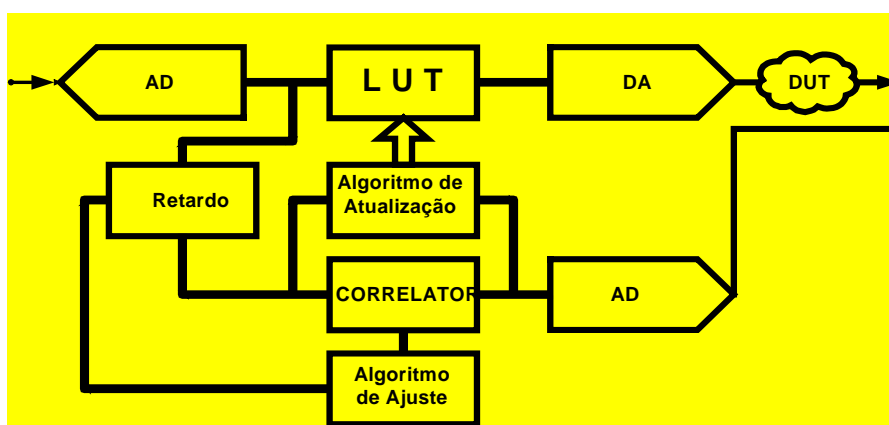 AD
L U T
DA
DUT
Retardo
Algoritmo de
Atualização
CORRELATOR
AD
Algoritmo
de Ajuste